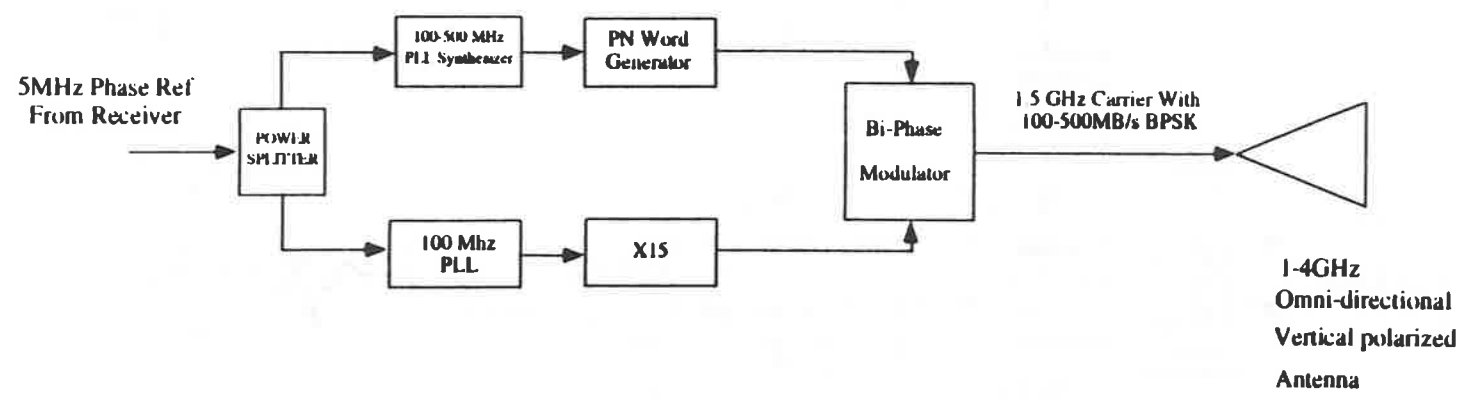 5MHz Phase Ref
From Receiver
POWER
SPLITTER
100-500 MHz
PLL Synthesizer
PN Word
Generator
100 Mhz
PLL
X15
Bi-Phase
Modulator
1.5 GHz Carrier With
100-500MB/s BPSK
1-4GHz
Omni-directional
Vertical polarized
Antenna